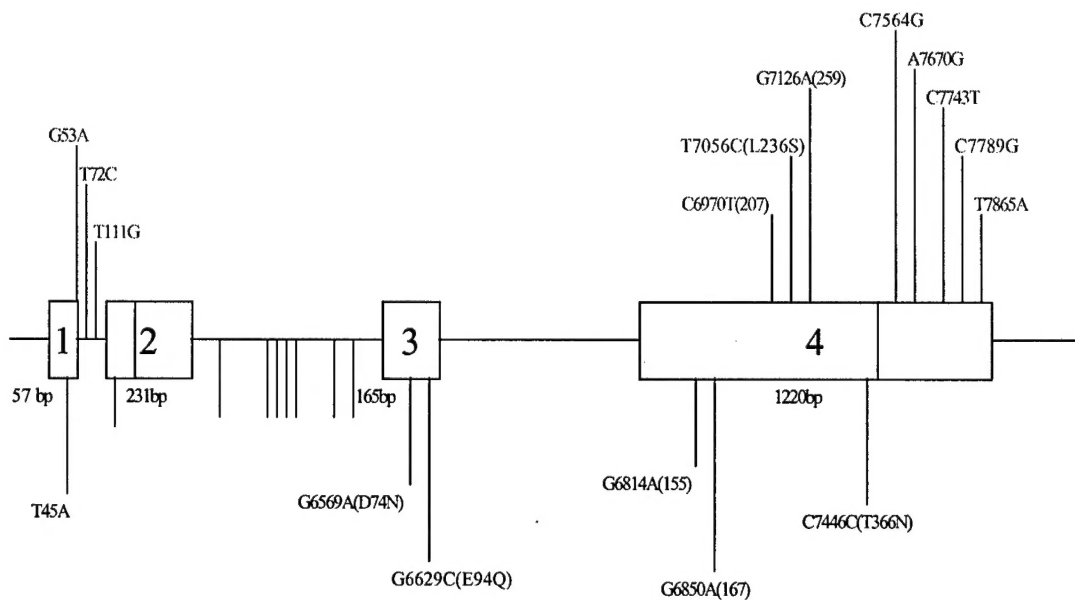 C7564G
A7670G
G7126A(259)
C7743T
G53A
T7056C(L236S)
C7789G
T72C
C6970T(207)
T7865A
T111G
1 2 3 4
57 bp 231bp 165bp 1220bp
G6814A(155)
T45A
G6569A(D74N)
C7446C(T366N)
G6629C(E94Q)
G6850A(167)